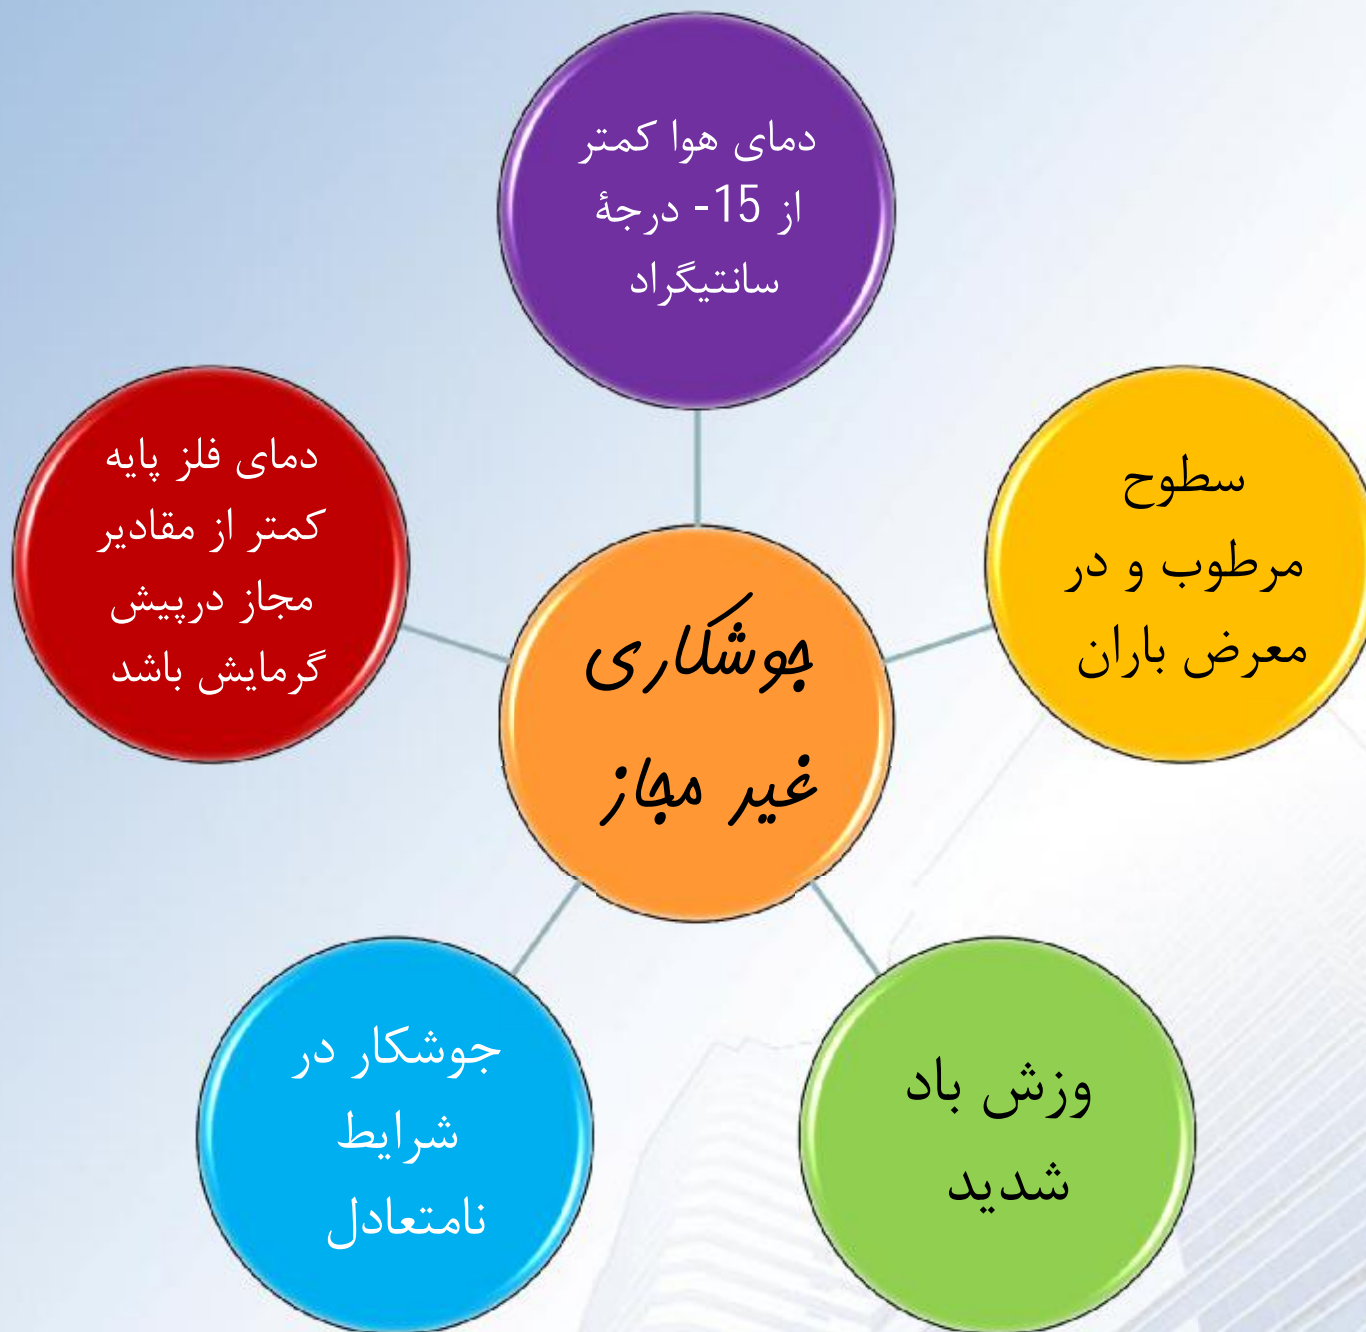 دمای هوا کمتر
از 15- درجهٔ
سانتیگراد
سطوح
مرطوب و در
معرض باران
وزش باد
شدید
جوشکار در
شرایط
نامتعادل
دمای فلز پایه
کمتر از مقادیر
مجاز درپیش
گرمایش باشد
جوشکاری
غیر مجاز